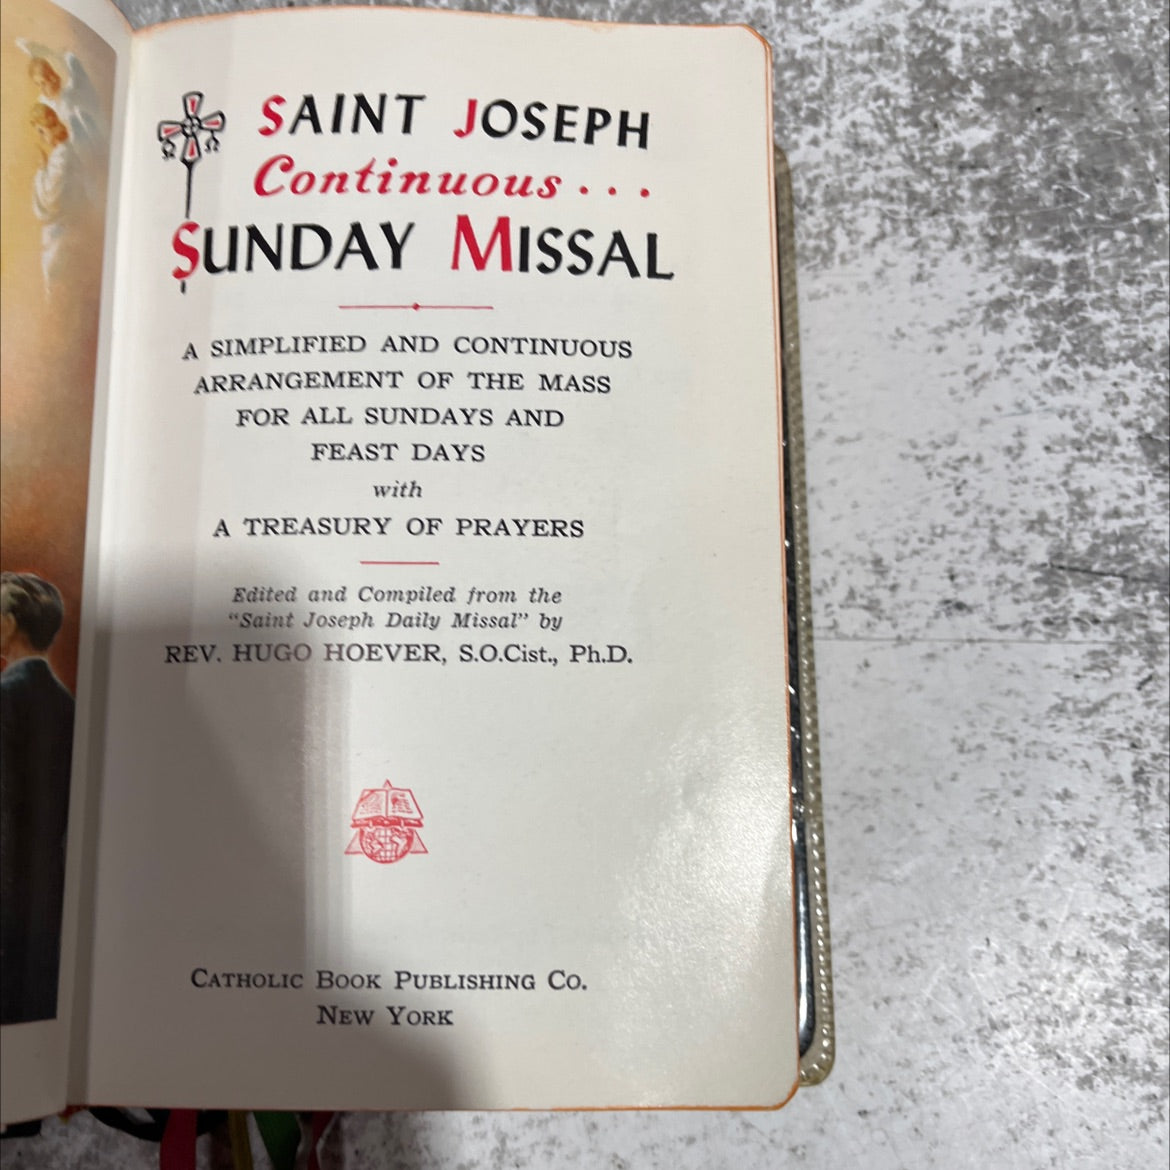 SAINT JOSEPH
Continuous...
SUNDAY MISSAL
A SIMPLIFIED AND CONTINUOUS
ARRANGEMENT OF THE MASS
FOR ALL SUNDAYS AND
FEAST DAYS
with
A TREASURY OF PRAYERS
Edited and Compiled from the
"Saint Joseph Daily Missal" by
REV. HUGO HOEVER, S.O.Cist., Ph.D.
CATHOLIC BOOK PUBLISHING CO.
NEW YORK